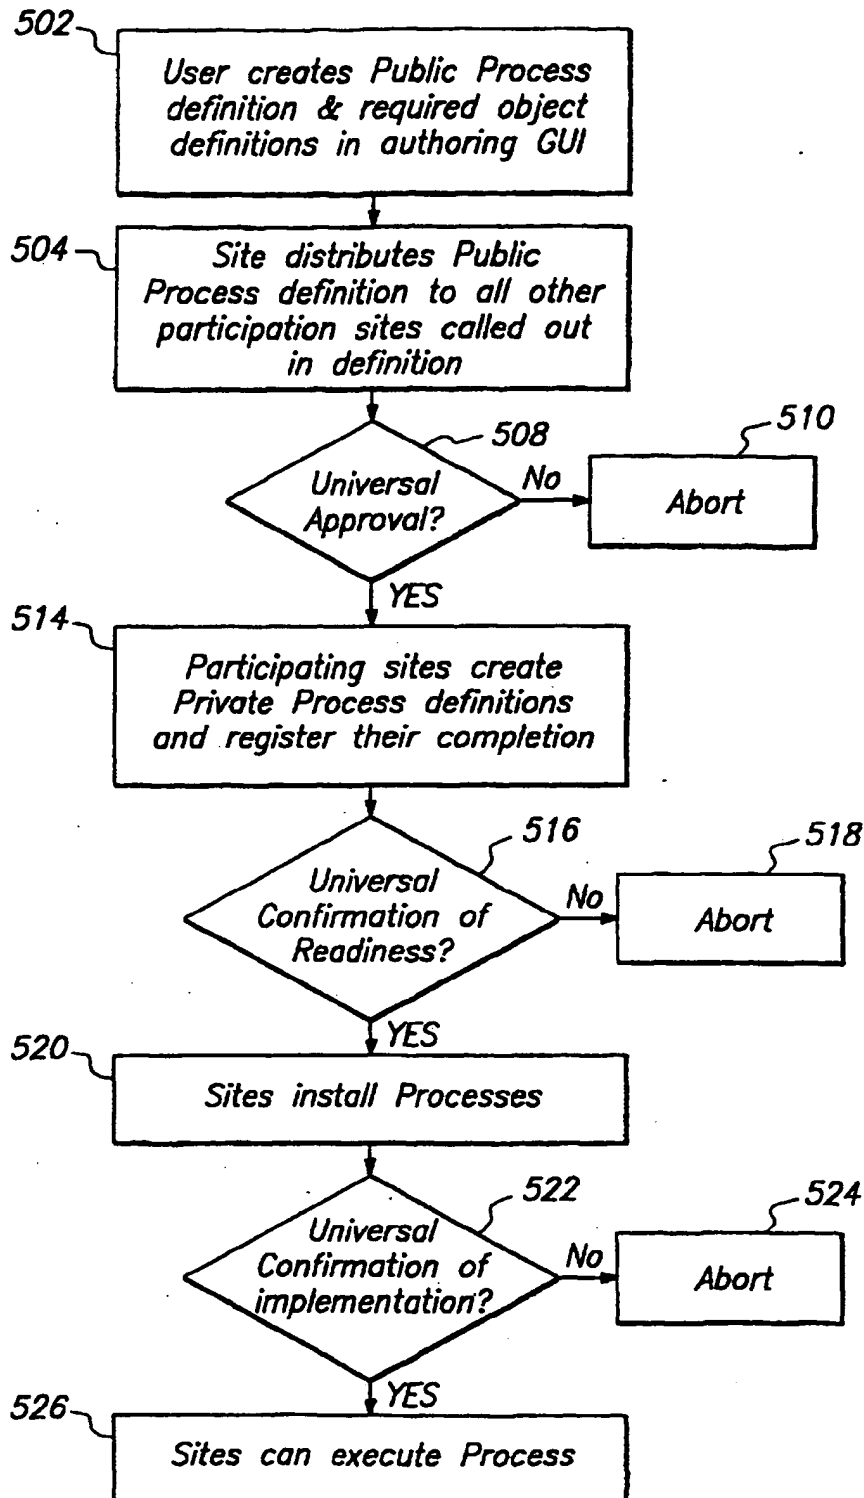 502
User creates Public Process
definition & required object
definitions in authoring GUI
504
Site distributes Public
Process definition to all other
participation sites called out
in definition
508
Universal
Approval?
No
510
Abort
YES
514
Participating sites create
Private Process definitions
and register their completion
516
Universal
Confirmation of
Readiness?
No
518
Abort
YES
520
Sites install Processes
522
Universal
Confirmation of
implementation?
No
524
Abort
YES
526
Sites can execute Process